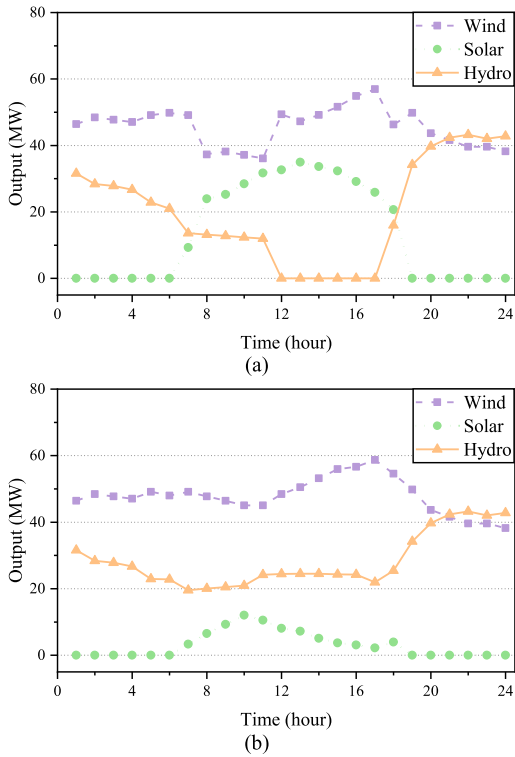 80
60
40
20
0
Output (MW)
Wind
Solar
Hydro
0 4 8 12 16 20 24
Time (hour)
(a)
80
60
40
20
0
Output (MW)
Wind
Solar
Hydro
0 4 8 12 16 20 24
Time (hour)
(b)